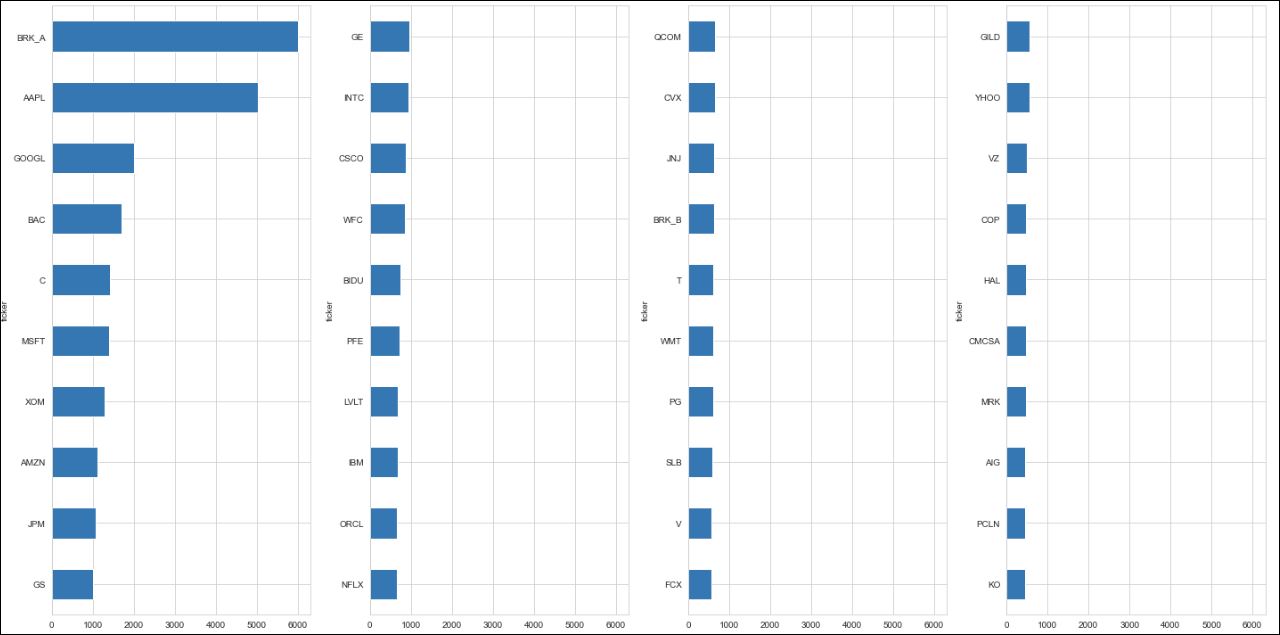 ticker
BRK_A
AAPL
GOOGL
BAC
C
MSFT
XOM
AMZN
JPM
GS
0 1000 2000 3000 4000 5000 6000
ticker
GE
INTC
CSCO
WFC
BIDU
PFE
LVLT
IBM
ORCL
NFLX
0 1000 2000 3000 4000 5000 6000
ticker
QCOM
CVX
JNJ
BRK_B
T
WMT
PG
SLB
V
FCX
0 1000 2000 3000 4000 5000 6000
ticker
GILD
YHOO
VZ
COP
HAL
CMCSA
MRK
AIG
PCLN
KO
0 1000 2000 3000 4000 5000 6000